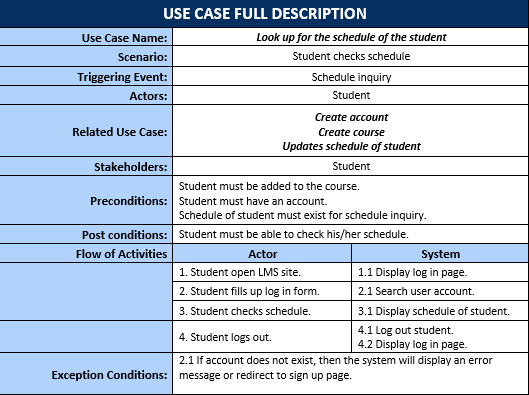 USE CASE FULL DESCRIPTION
Use Case Name: Look up for the schedule of the student
Scenario: Student checks schedule
Triggering Event: Schedule inquiry
Actors: Student
Related Use Case: Create account
Create course
Updates schedule of student
Stakeholders: Student
Preconditions: Student must be added to the course.
Student must have an account.
Schedule of student must exist for schedule inquiry.
Post conditions: Student must be able to check his/her schedule.
Flow of Activities Actor System
1. Student open LMS site. 1.1 Display log in page.
2. Student fills up log in form. 2.1 Search user account.
3. Student checks schedule. 3.1 Display schedule of student.
4. Student logs out. 4.1 Log out student.
4.2 Display log in page.
Exception Conditions: 2.1 If account does not exist, then the system will display an error
message or redirect to sign up page.